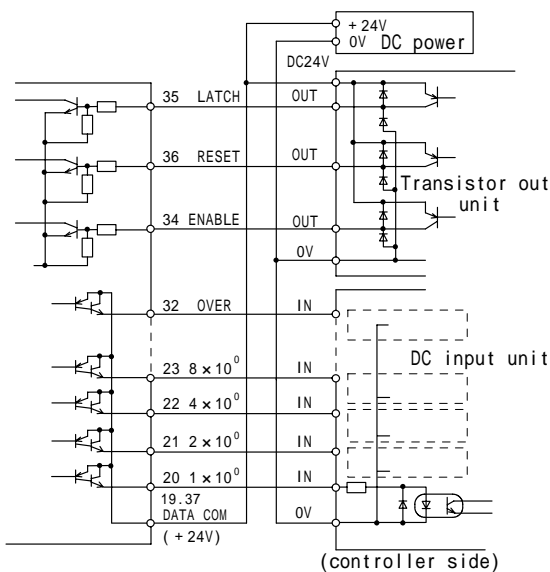 +24V
0V DC power
DC24V
35 LATCH OUT
36 RESET OUT
Transistor out
unit
34 ENABLE OUT
0V
32 OVER IN
DC input unit
23 8×10⁰ IN
22 4×10⁰ IN
21 2×10⁰ IN
20 1×10⁰ IN
19.37
DATA COM 0V
(+24V)
(controller side)